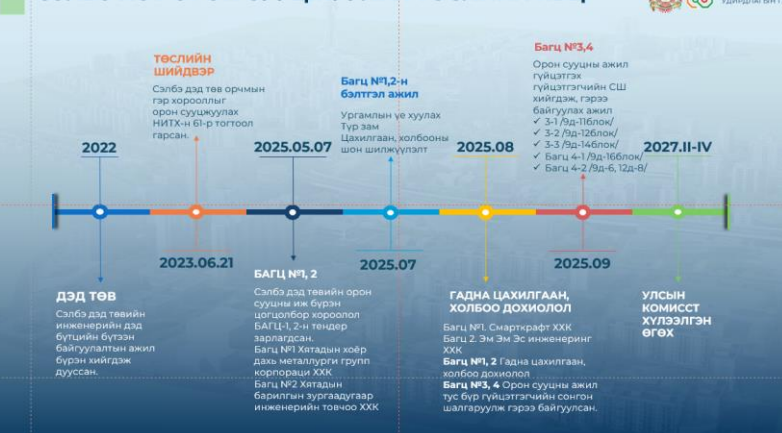 ТӨСЛИЙН
ШИЙДВЭР
Сэлбэ дэд төв орчмын
гэр хорооллыг
орон сууцжуулах
НИТХ-н 61-р тогтоол
гарсан.
Багц №1,2-н
бэлтгэл ажил
Ургамлын үе хуулах
Түр зам
Цахилгаан, холбооны
шон шилжүүлэлт
Багц №3,4
Орон сууцны ажил
гүйцэтгэх
гүйцэтгэгчийн СШ
хийгдэж, гэрээ
байгуулах ажил
✓ 3-1 /9д-11блок/
✓ 3-2 /9д-12блок/
✓ 3-3 /9д-14блок/
✓ Багц 4-1 /9д-16блок/
✓ Багц 4-2 /9д-6, 12д-8/
2022
2025.05.07
2025.08
2027.II-IV
2023.06.21
2025.07
2025.09
ДЭД ТӨВ
Сэлбэ дэд төвийн
инженерийн дэд
бүтцийн бүтээн
байгуулалтын ажил
бүрэн хийгдэж
дууссан.
БАГЦ №1, 2
Сэлбэ дэд төвийн орон
сууцны иж бүрэн
цогцолбор хороолол
БАГЦ-1, 2-н тендер
зарлагдсан.
Багц №1 Хятадын хоёр
дахь металлурги групп
корпораци ХХК
Багц №2 Хятадын
барилгын зургаадугаар
инженерийн товчоо ХХК
ГАДНА ЦАХИЛГААН,
ХОЛБОО ДОХИОЛОЛ
Багц №1. Смарткрафт ХХК
Багц 2. Эм Эм Эс инженеринг
ХХК
Багц №1, 2 Гадна цахилгаан,
холбоо дохиолол
Багц №3, 4 Орон сууцны ажил
тус бүр гүйцэтгэгчийн сонгон
шалгаруулж гэрээ байгуулсан.
УЛСЫН
КОМИССТ
ХҮЛЭЭЛГЭН
ӨГӨХ